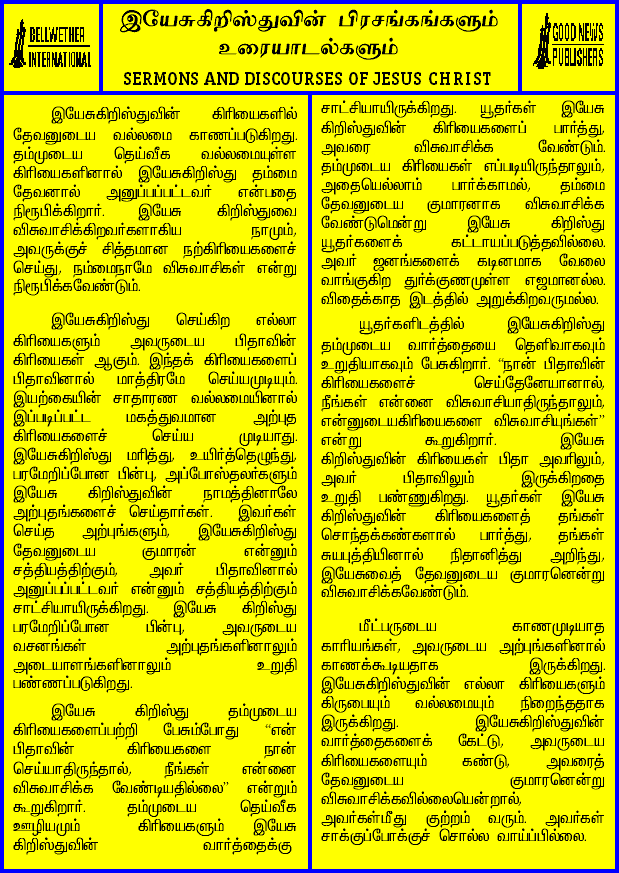 BELLWETHER
INTERNATIONAL
இயேசுகிறிஸ்துவின் பிரசங்கங்களும்
உரையாடல்களும்
SERMONS AND DISCOURSES OF JESUS CHRIST
GOOD NEWS
PUBLISHERS
இயேசுகிறிஸ்துவின் கிரியைகளில்
தேவனுடைய வல்லமை காணப்படுகிறது.
தம்முடைய தெய்வீக வல்லமையுள்ள
கிரியைகளினால் இயேசுகிறிஸ்து தம்மை
தேவனால் அனுப்பப்பட்டவர் என்பதை
நிரூபிக்கிறார். இயேசு கிறிஸ்துவை
விசுவாசிக்கிறவர்களாகிய நாமும்,
அவருக்குச் சித்தமான நற்கிரியைகளைச்
செய்து, நம்மைநாமே விசுவாசிகள் என்று
நிரூபிக்கவேண்டும்.
இயேசுகிறிஸ்து செய்கிற எல்லா
கிரியைகளும் அவருடைய பிதாவின்
கிரியைகள் ஆகும். இந்தக் கிரியைகளைப்
பிதாவினால் மாத்திரமே செய்யமுடியும்.
இயற்கையின் சாதாரண வல்லமையினால்
இப்படிப்பட்ட மகத்துவமான அற்புத
கிரியைகளைச் செய்ய முடியாது.
இயேசுகிறிஸ்து மரித்து, உயிர்த்தெழுந்து,
பரமேறிப்போன பின்பு, அப்போஸ்தலர்களும்
இயேசு கிறிஸ்துவின் நாமத்தினாலே
அற்புதங்களைச் செய்தார்கள். இவர்கள்
செய்த அற்புங்களும், இயேசுகிறிஸ்து
தேவனுடைய குமாரன் என்னும்
சத்தியத்திற்கும், அவர் பிதாவினால்
அனுப்பப்பட்டவர் என்னும் சத்தியத்திற்கும்
சாட்சியாயிருக்கிறது. இயேசு கிறிஸ்து
பரமேறிப்போன பின்பு, அவருடைய
வசனங்கள் அற்புதங்களினாலும்
அடையாளங்களினாலும் உறுதி
பண்ணப்படுகிறது.
இயேசு கிறிஸ்து தம்முடைய
கிரியைகளைப்பற்றி பேசும்போது "என்
பிதாவின் கிரியைகளை நான்
செய்யாதிருந்தால், நீங்கள் என்னை
விசுவாசிக்க வேண்டியதில்லை" என்றும்
கூறுகிறார். தம்முடைய தெய்வீக
ஊழியமும் கிரியைகளும் இயேசு
கிறிஸ்துவின் வார்த்தைக்கு
சாட்சியாயிருக்கிறது. யூதர்கள் இயேசு
கிறிஸ்துவின் கிரியைகளைப் பார்த்து,
அவரை விசுவாசிக்க வேண்டும்.
தம்முடைய கிரியைகள் எப்படியிருந்தாலும்,
அதையெல்லாம் பார்க்காமல், தம்மை
தேவனுடைய குமாரனாக விசுவாசிக்க
வேண்டுமென்று இயேசு கிறிஸ்து
யூதர்களைக் கட்டாயப்படுத்தவில்லை.
அவர் ஜனங்களைக் கடினமாக வேலை
வாங்குகிற துர்க்குணமுள்ள எஜமானல்ல.
விதைக்காத இடத்தில் அறுக்கிறவருமல்ல.
யூதர்களிடத்தில் இயேசுகிறிஸ்து
தம்முடைய வார்த்தையை தெளிவாகவும்
உறுதியாகவும் பேசுகிறார். "நான் பிதாவின்
கிரியைகளைச் செய்தேனேயானால்,
நீங்கள் என்னை விசுவாசியாதிருந்தாலும்,
என்னுடையகிரியைகளை விசுவாசியுங்கள்"
என்று கூறுகிறார். இயேசு
கிறிஸ்துவின் கிரியைகள் பிதா அவரிலும்,
அவர் பிதாவிலும் இருக்கிறதை
உறுதி பண்ணுகிறது. யூதர்கள் இயேசு
கிறிஸ்துவின் கிரியைகளைத் தங்கள்
சொந்தக்கண்களால் பார்த்து, தங்கள்
சுயபுத்தியினால் நிதானித்து அறிந்து,
இயேசுவைத் தேவனுடைய குமாரனென்று
விசுவாசிக்கவேண்டும்.
மீட்பருடைய காணமுடியாத
காரியங்கள், அவருடைய அற்புங்களினால்
காணக்கூடியதாக இருக்கிறது.
இயேசுகிறிஸ்துவின் எல்லா கிரியைகளும்
கிருபையும் வல்லமையும் நிறைந்ததாக
இருக்கிறது. இயேசுகிறிஸ்துவின்
வார்த்தைகளைக் கேட்டு, அவருடைய
கிரியைகளையும் கண்டு, அவரைத்
தேவனுடைய குமாரனென்று
விசுவாசிக்கவில்லையென்றால்,
அவர்கள்மீது குற்றம் வரும். அவர்கள்
சாக்குப்போக்குச் சொல்ல வாய்ப்பில்லை.